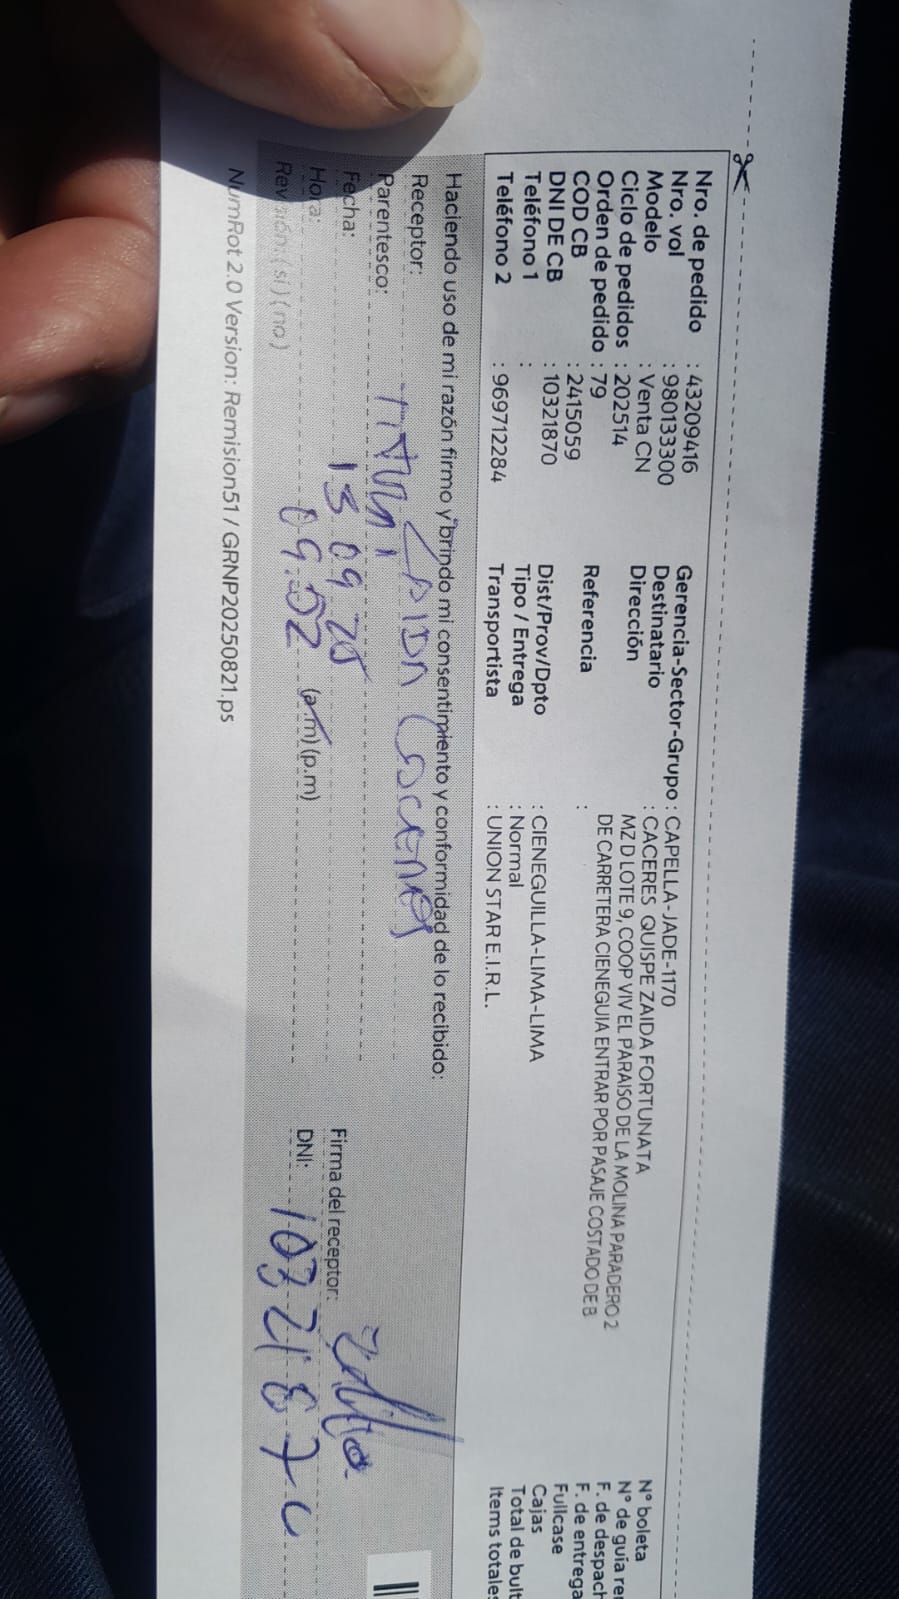 Nro. de pedido : 43209416
Nro. vol : 980133300
Modelo : Venta CN
Ciclo de pedidos : 202514
Orden de pedido : 79
COD CB : 2415059
DNI DE CB : 10321870
Teléfono 1 :
Teléfono 2 : 969712284
Gerencia-Sector-Grupo : CAPELLA-JADE-1170
Destinatario : CACERES QUISPE ZAIDA FORTUNATA
Dirección MZ D LOTE 9, COOP VIV EL PARAISO DE LA MOLINA PARADERO 2
DE CARRETERA CIENEGUIA ENTRAR POR PASAJE COSTADO DE B
Referencia :
Dist/Prov/Dpto : CIENEGUILLA-LIMA-LIMA
Tipo / Entrega : Normal
Transportista : UNION STAR E.I.R.L.
N° boleta
N° de guia re
F. de despach
F. de entrega
Fullcase
Cajas
Total de bult
Items totales
Haciendo uso de mi razón firmo y brindo mi consentimiento y conformidad de lo recibido:
Receptor:
Parentesco:
Fecha: 13 09 25
Hora: 09:52 (a.m) (p.m)
Revisión: (si) (no)
Firma del receptor:
DNI: 10321870
NumRot 2.0 Version: Remision51 / GRNP20250821.ps